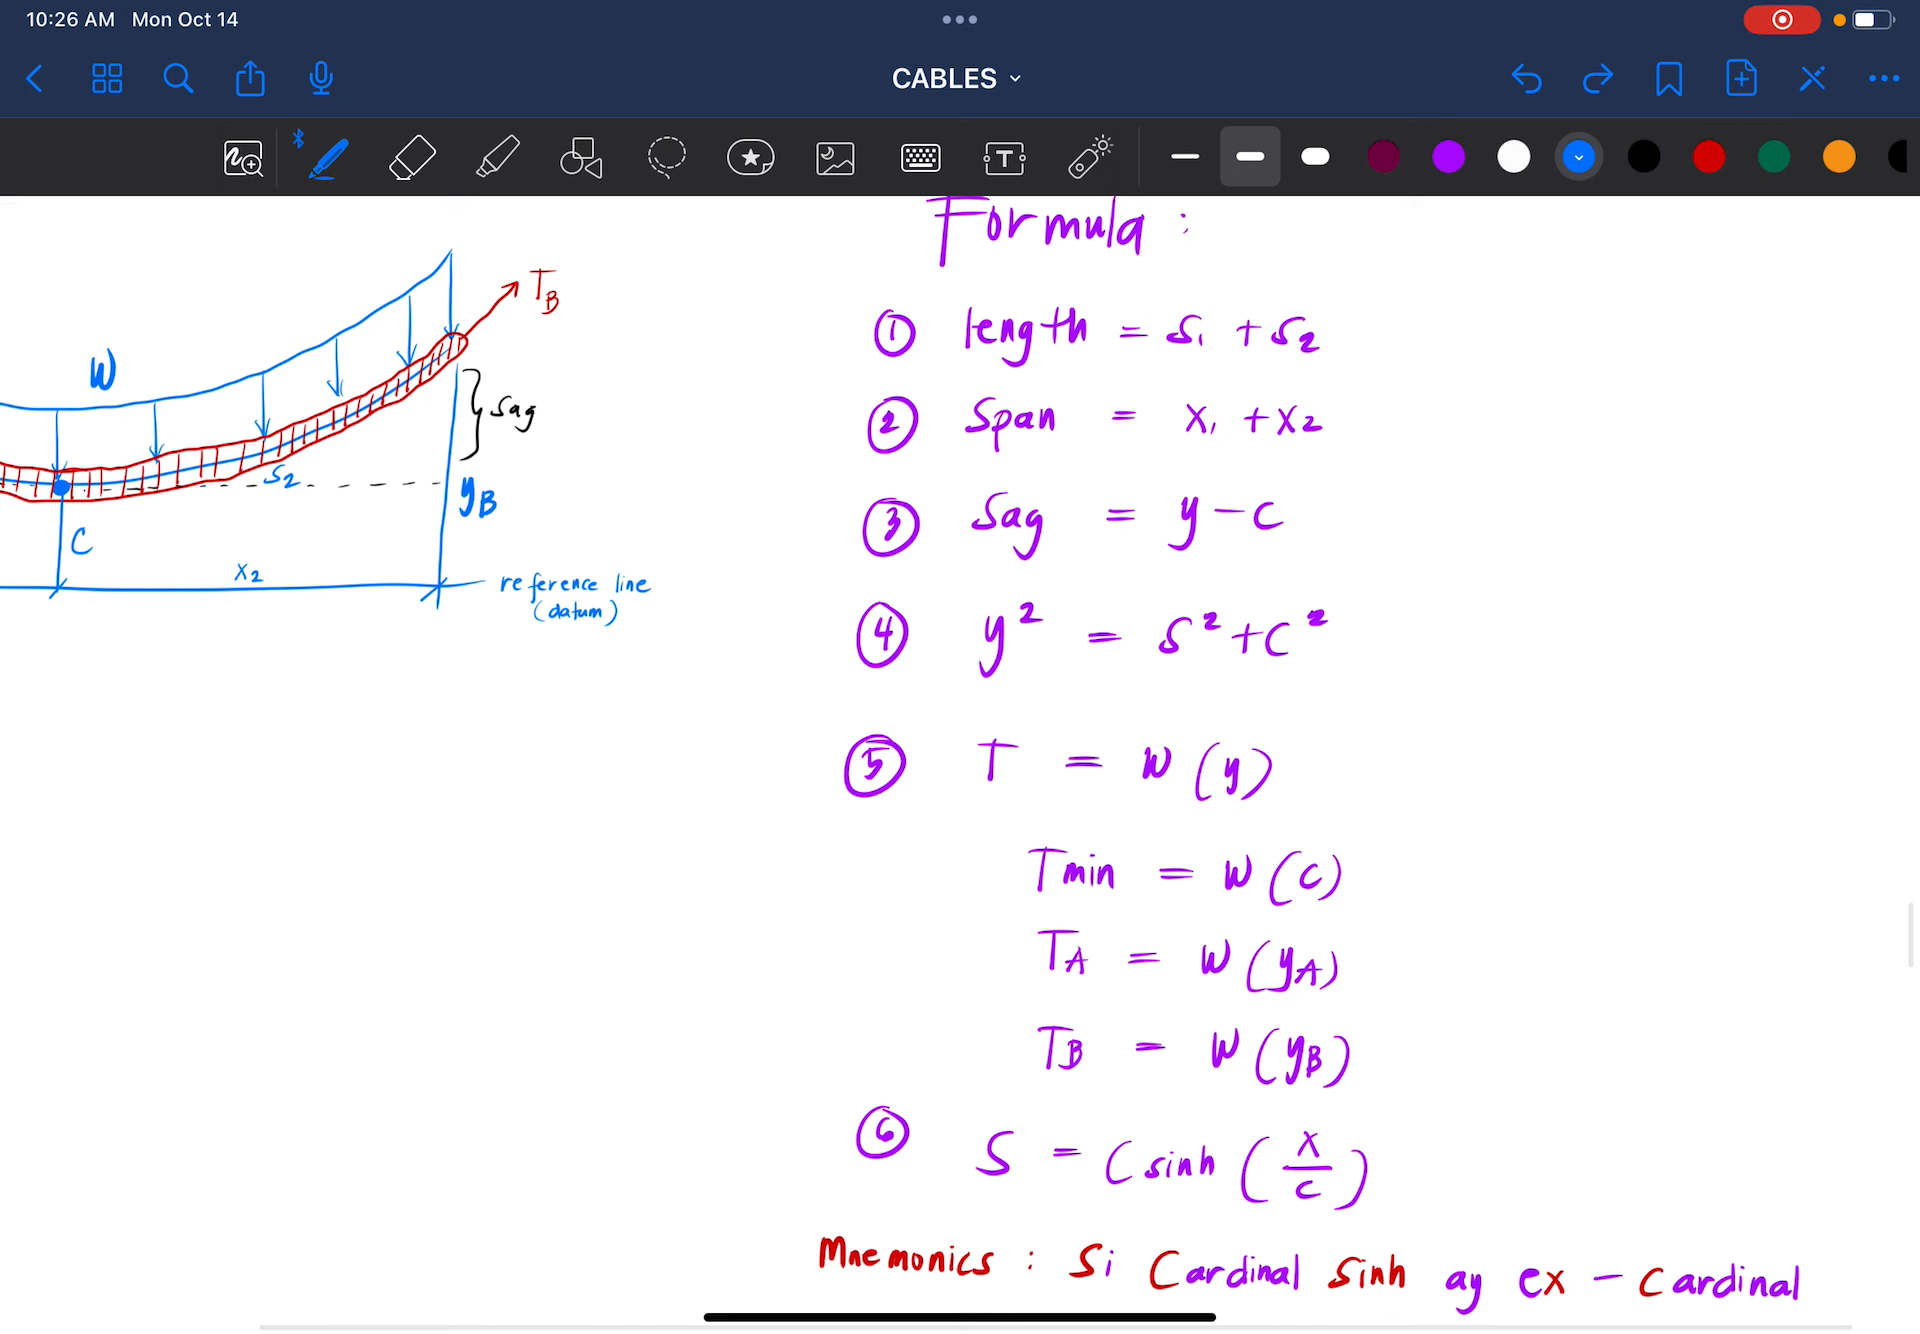 10:26 AM Mon Oct 14
CABLES
Formula :
① length = S₁ + S₂
② Span = X₁ + X₂
③ Sag = y – C
④ y² = S² + C²
⑤ T = W (y)
Tmin = W (C)
TA = W (yA)
TB = W (yB)
⑥ S = C sinh (x/c)
Mnemonics : Si Cardinal Sinh ay ex – Cardinal
TB
W
Sag
S₂
yB
C
X₂
reference line
(datum)